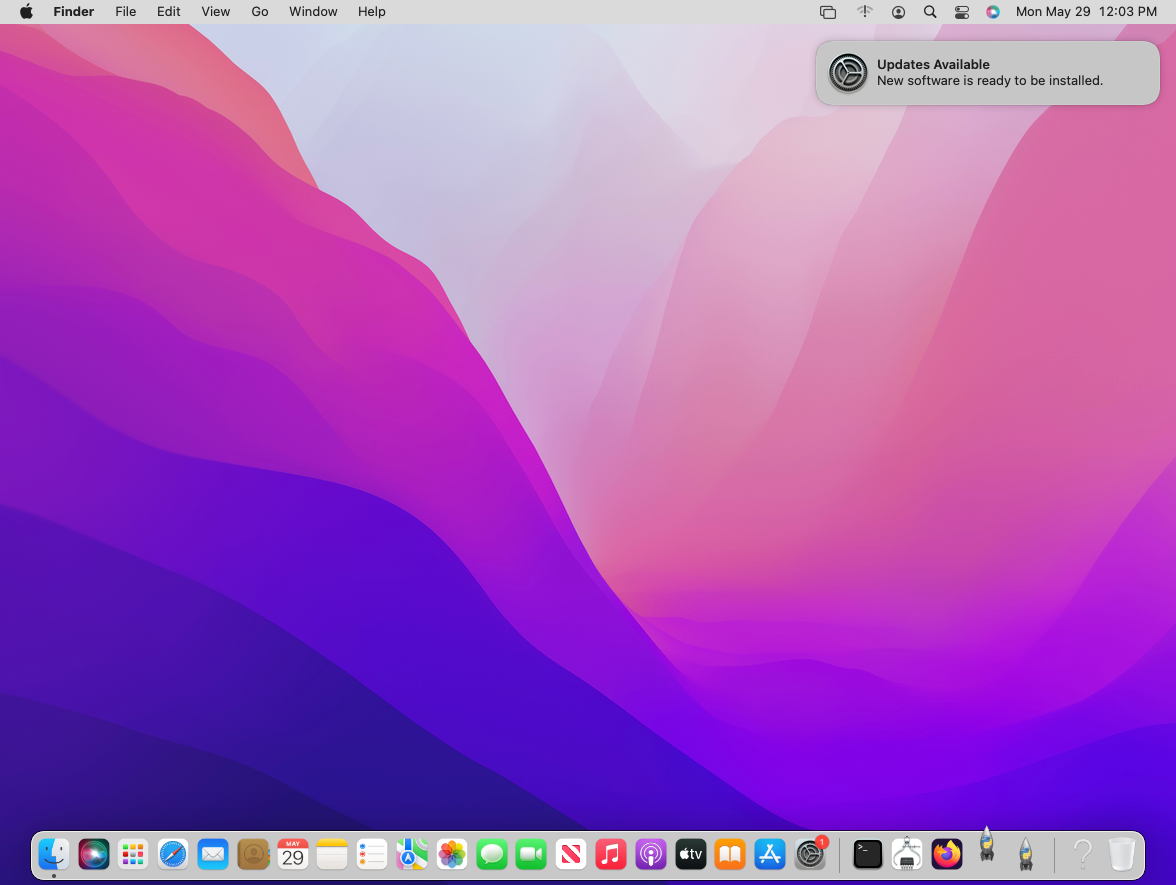 Finder File Edit View Go Window Help Mon May 29 12:03 PM
Updates Available
New software is ready to be installed.
MAY
29
tv
1
>_
?